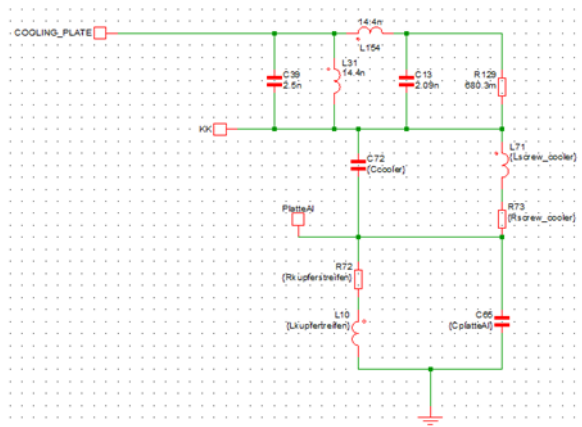 14.4n
COOLING_PLATE
L154
L31
14.4n
C39
2.5n
C13
2.09n
R129
680.3m
KK
L71
{Lscrew_cooler}
C72
{Ccooler}
PlatteAl
R73
{Rscrew_cooler}
R72
{Rkupferstreifen}
L10
{Lkupfertreifen}
C65
{CplatteAl}